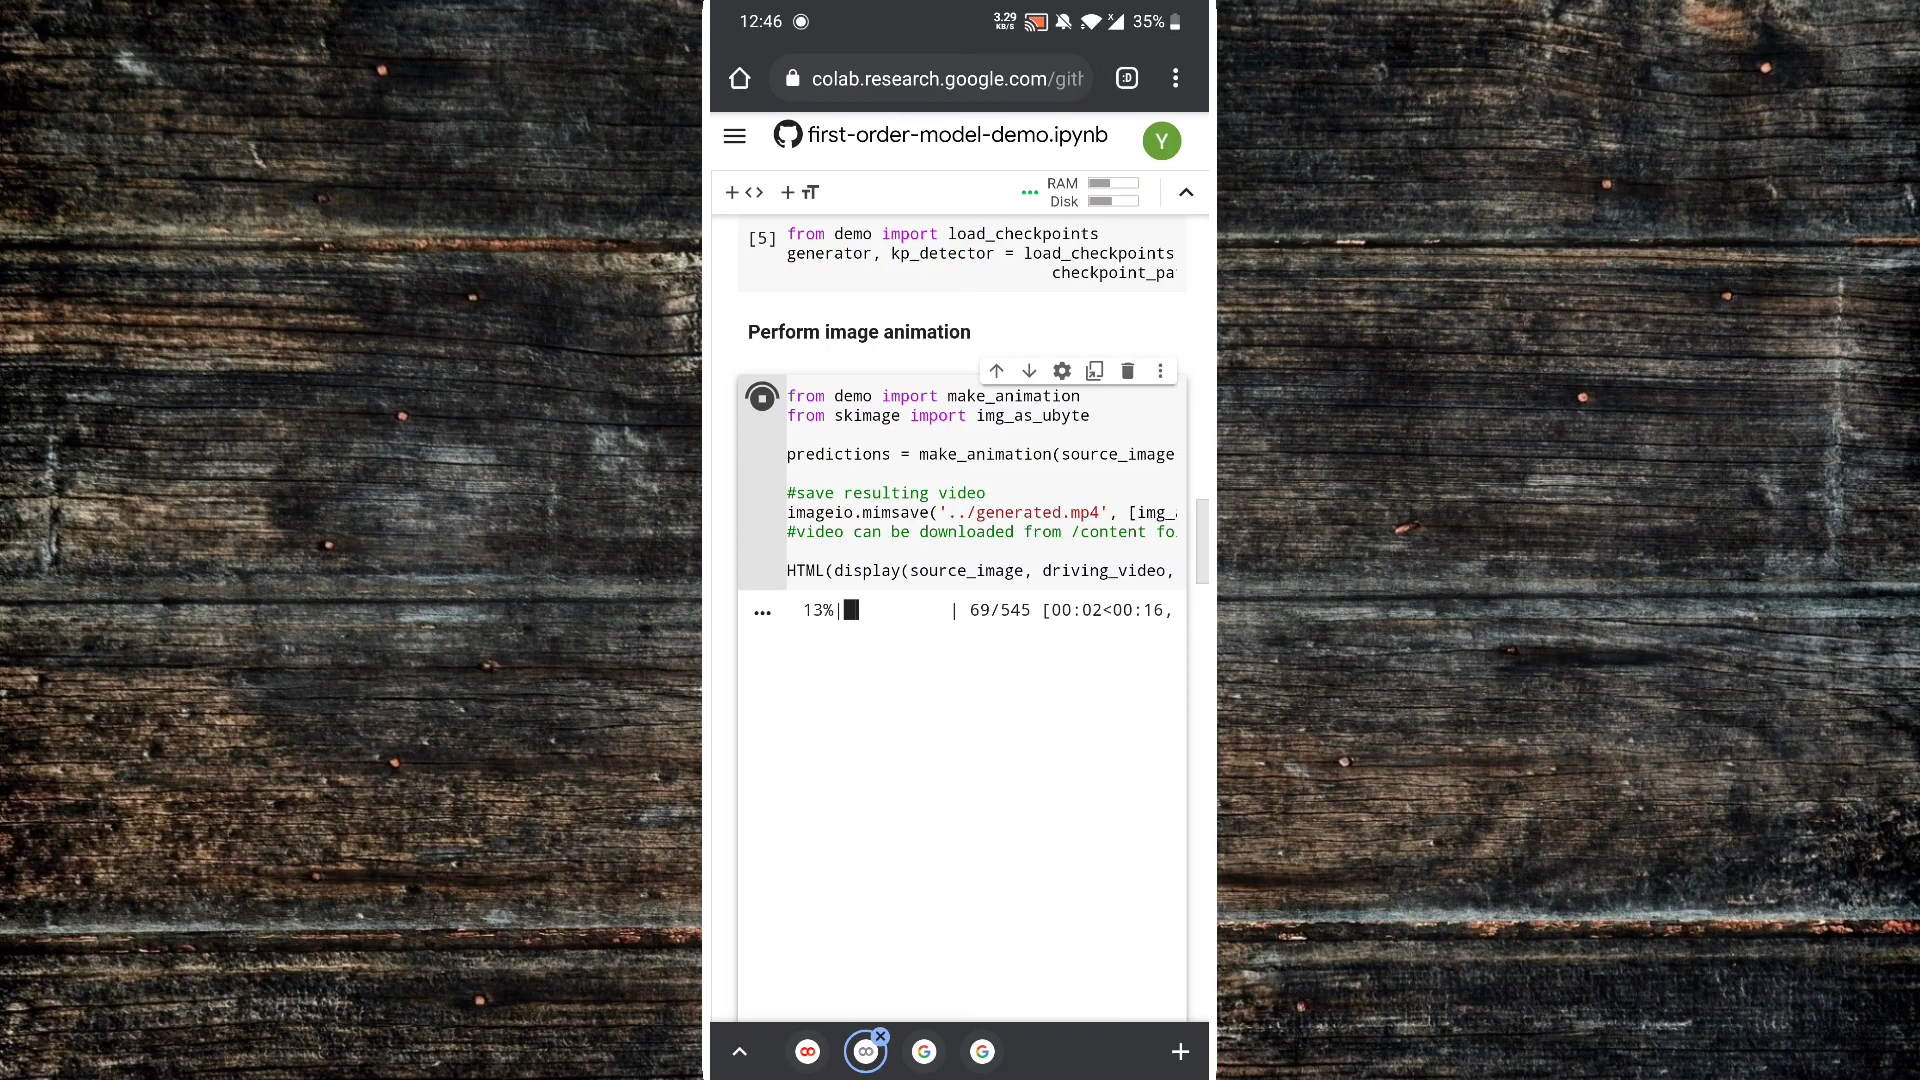 12:46 3.29 KB/S x 35%
colab.research.google.com/gith :D
first-order-model-demo.ipynb Y
+ <> + TT RAM
Disk
[5] from demo import load_checkpoints
generator, kp_detector = load_checkpoints
checkpoint_pa
Perform image animation
from demo import make_animation
from skimage import img_as_ubyte
predictions = make_animation(source_image
#save resulting video
imageio.mimsave('../generated.mp4', [img_
#video can be downloaded from /content fo
HTML(display(source_image, driving_video,
13%| | 69/545 [00:02<00:16,